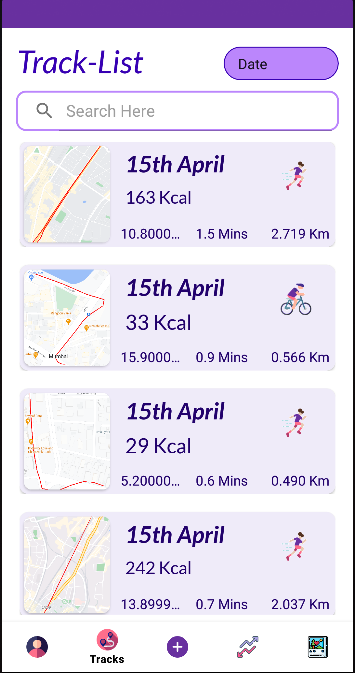 Track-List
Date
Search Here
15th April
163 Kcal
10.8000... 1.5 Mins 2.719 Km
15th April
33 Kcal
Mumbai
15.9000... 0.9 Mins 0.566 Km
15th April
29 Kcal
5.20000... 0.6 Mins 0.490 Km
15th April
242 Kcal
13.8999... 0.7 Mins 2.037 Km
Tracks